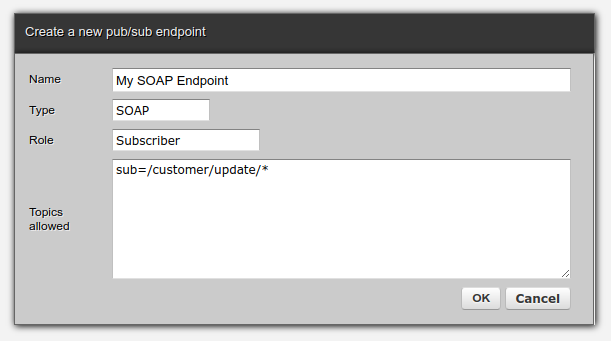 Create a new pub/sub endpoint
Name My SOAP Endpoint
Type SOAP
Role Subscriber
sub=/customer/update/*
Topics
allowed
OK Cancel